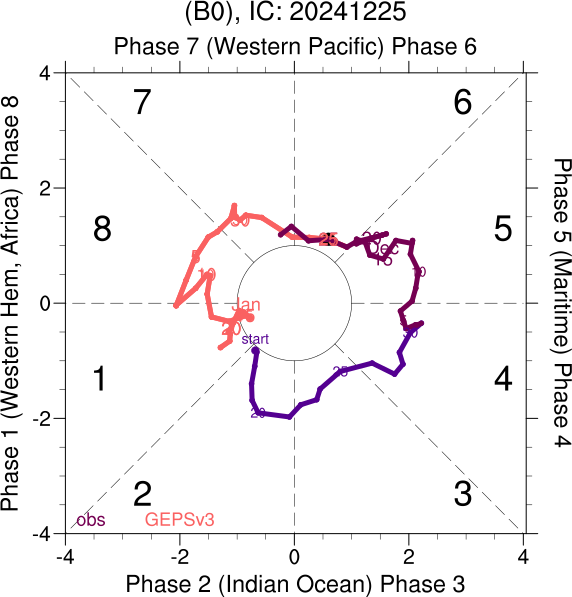 (B0), IC: 20241225
Phase 7 (Western Pacific) Phase 6
4
7
6
2
8
5
30
25
20
Dec
15
5
10
10
Phase 1 (Western Hem, Africa) Phase 8
Phase 5 (Maritime) Phase 4
0
Jan
20
start
30
25
1
4
-2
20
2
3
obs
GEPSv3
-4
-4
-2
0
2
4
Phase 2 (Indian Ocean) Phase 3